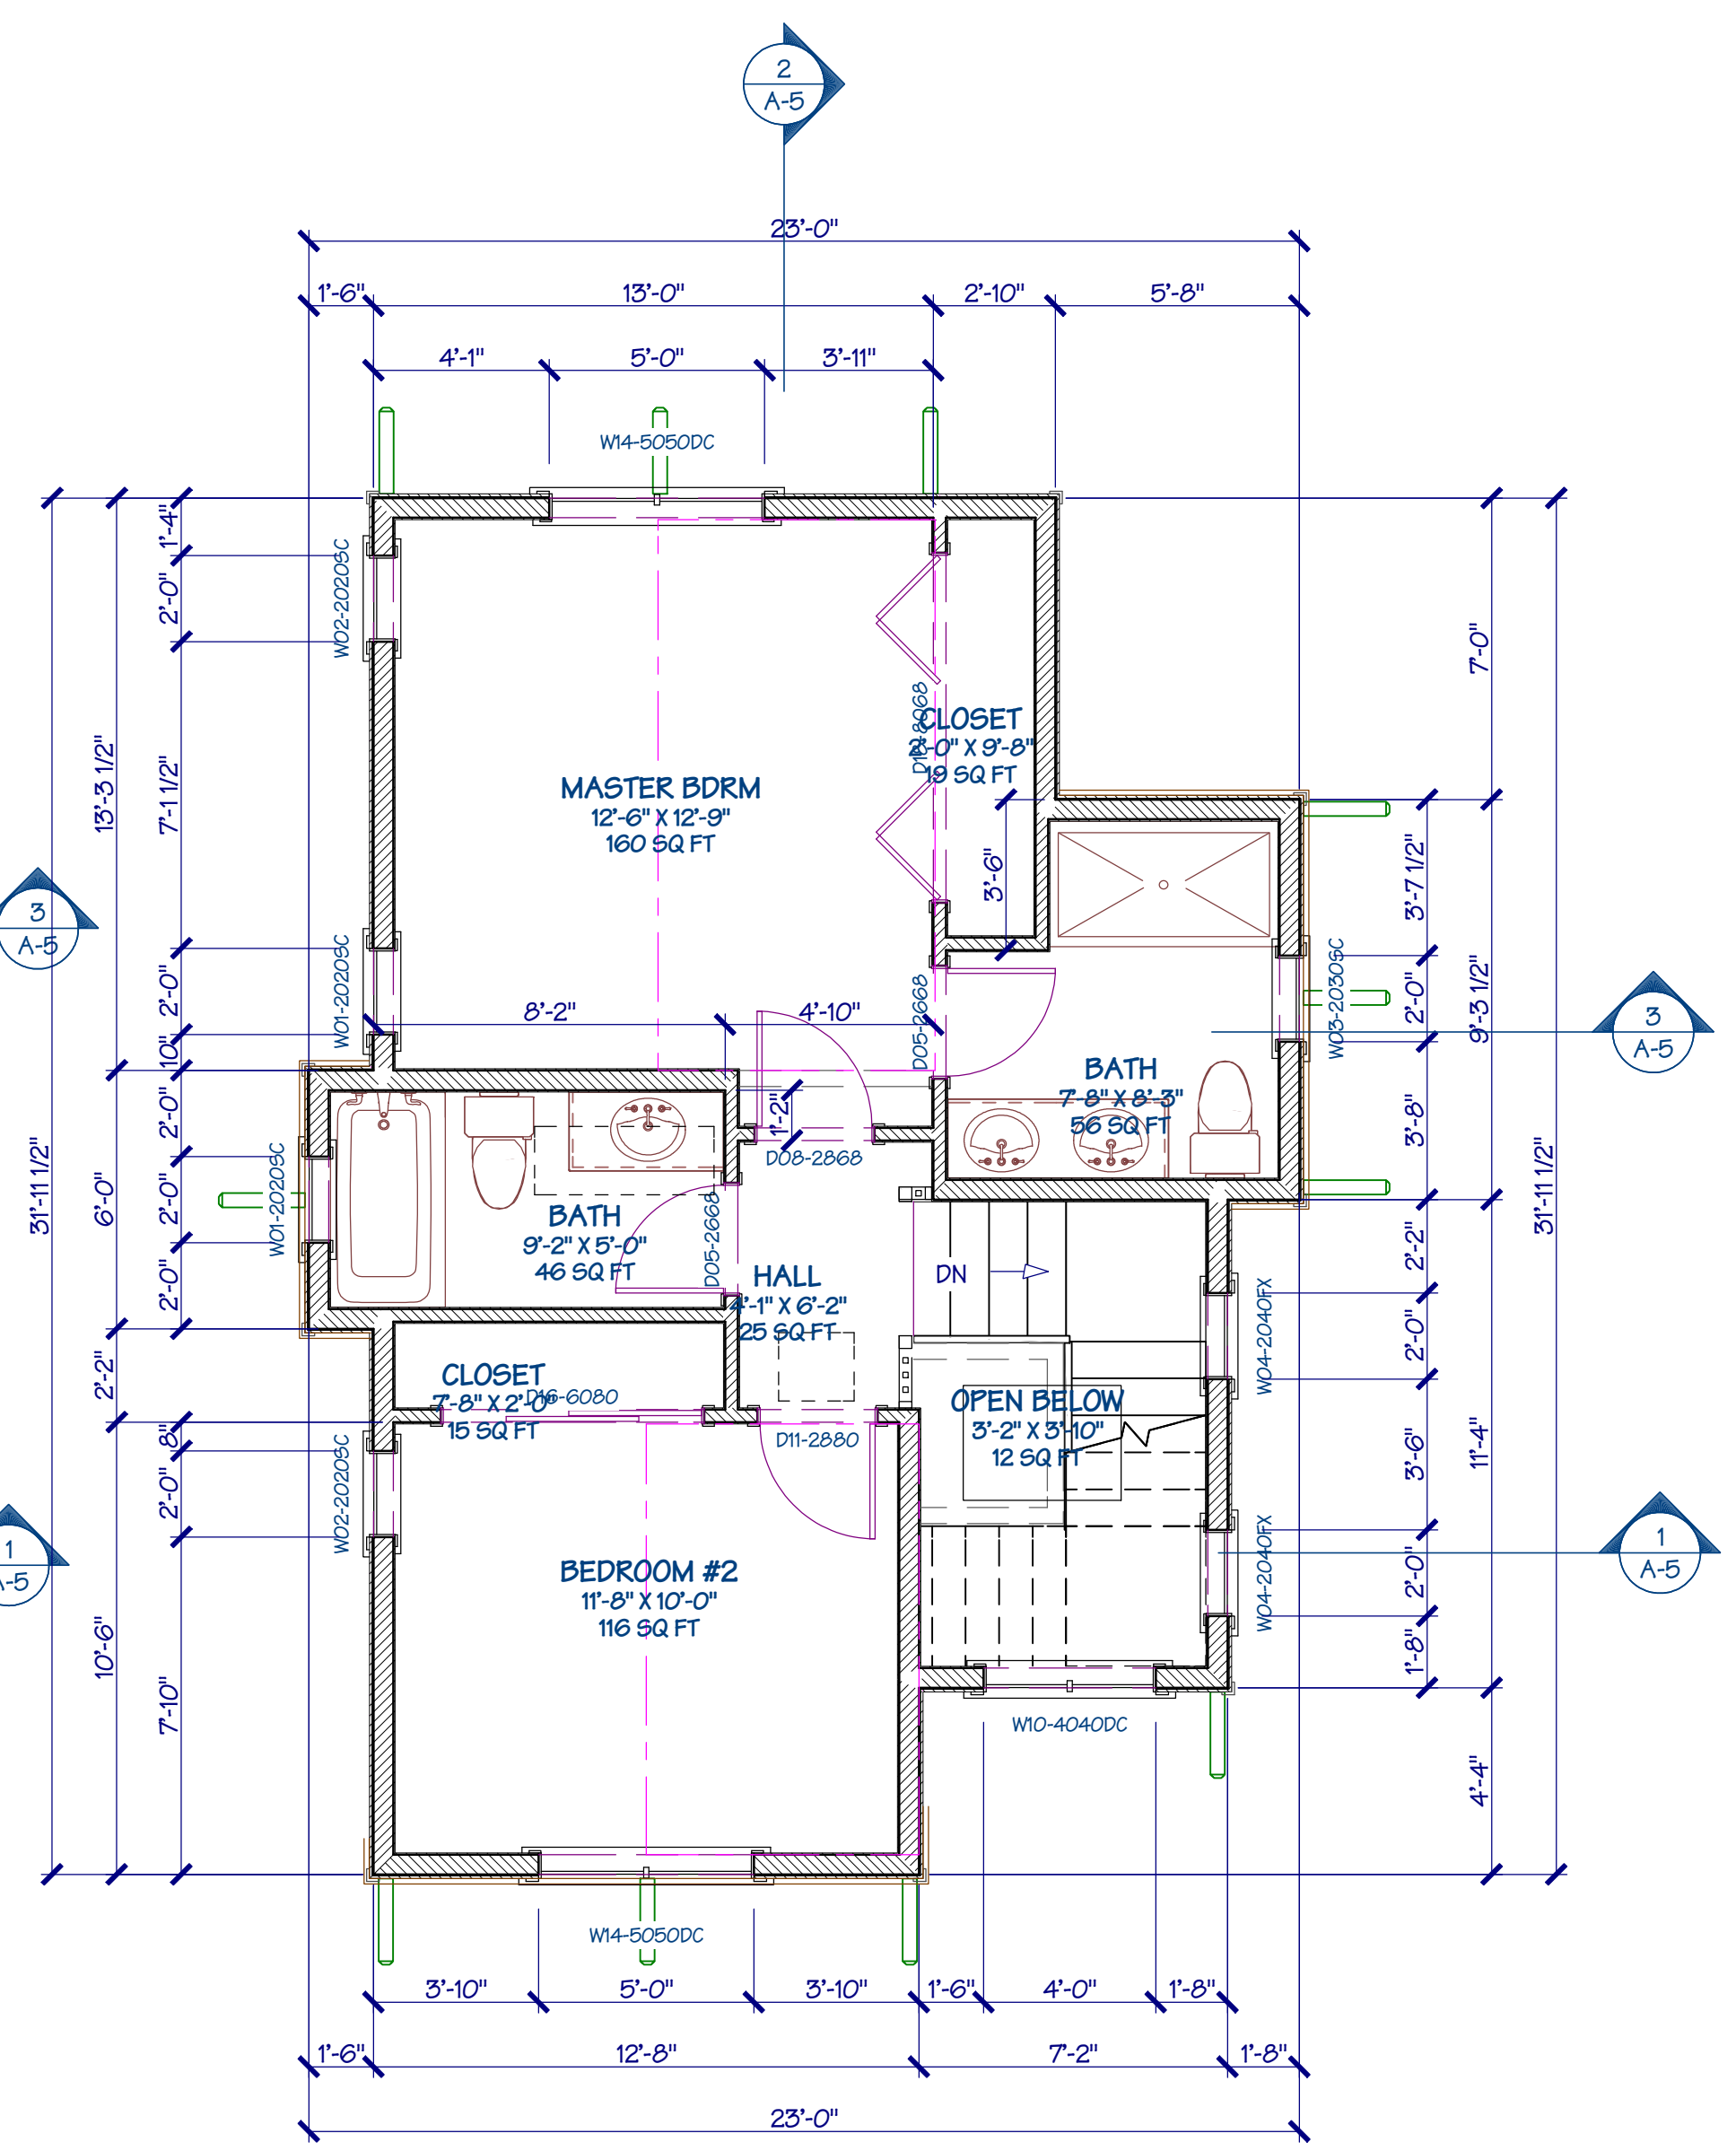 2
A-5
23'-0"
1'-6"
13'-0"
2'-10"
5'-8"
4'-1"
5'-0"
3'-11"
W14-5050DC
1'-4"
2'-0"
7'-1 1/2"
2'-0"
10"
2'-0"
2'-0"
2'-0"
8"
2'-0"
7'-10"
13'-3 1/2"
6'-0"
2'-2"
10'-6"
31'-11 1/2"
W02-2020SC
W01-2020SC
W01-2020SC
W02-2020SC
3
A-5
1
A-5
MASTER BDRM
12'-6" X 12'-9"
160 SQ FT
CLOSET
2'-0" X 9'-8"
19 SQ FT
3'-6"
8'-2"
4'-10"
D05-2668
1'-2"
D08-2868
BATH
7'-8" X 8'-3"
56 SQ FT
BATH
9'-2" X 5'-0"
46 SQ FT
D05-2668
HALL
4'-1" X 6'-2"
25 SQ FT
DN
CLOSET
7'-8" X 2'-0"
15 SQ FT
D16-6080
D11-2880
OPEN BELOW
3'-2" X 3'-10"
12 SQ FT
BEDROOM #2
11'-8" X 10'-0"
116 SQ FT
W03-2030SC
W04-2040FX
W04-2040FX
W10-4040DC
3'-7 1/2"
2'-0"
3'-8"
2'-2"
2'-0"
3'-6"
2'-0"
1'-8"
7'-0"
9'-3 1/2"
11'-4"
4'-4"
31'-11 1/2"
3
A-5
1
A-5
W14-5050DC
3'-10"
5'-0"
3'-10"
1'-6"
4'-0"
1'-8"
1'-6"
12'-8"
7'-2"
1'-8"
23'-0"